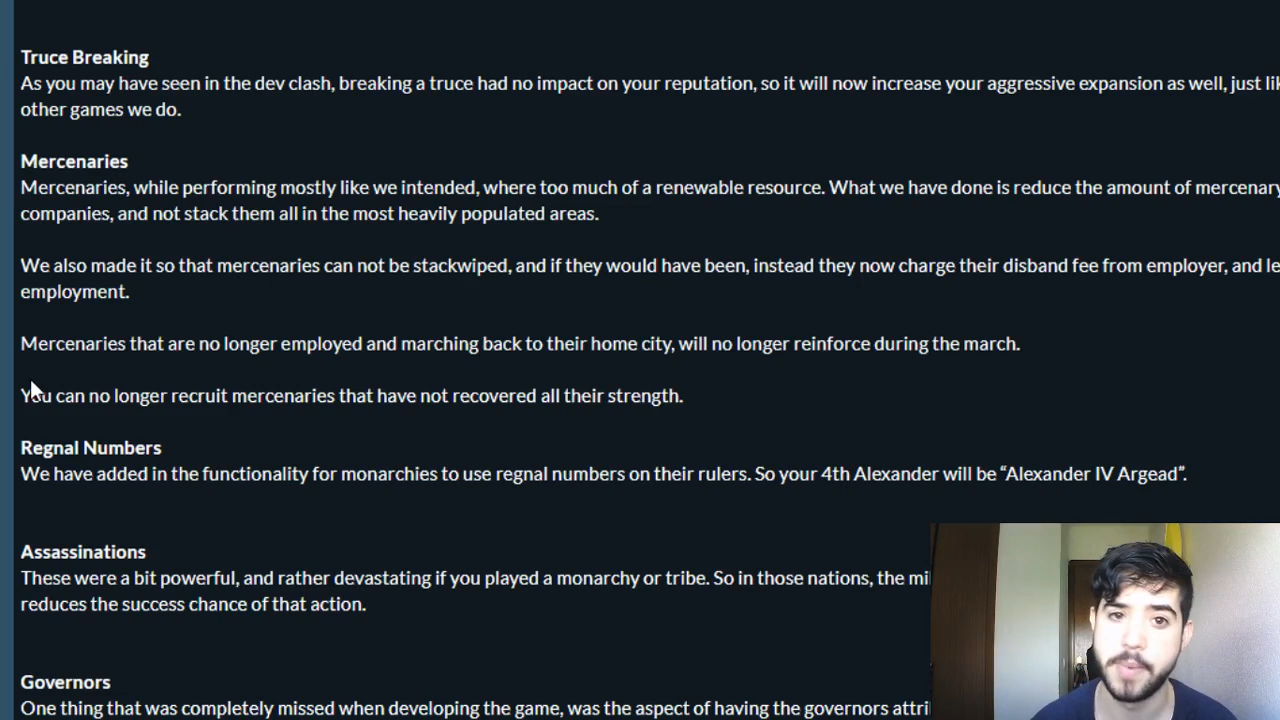 Truce Breaking
As you may have seen in the dev clash, breaking a truce had no impact on your reputation, so it will now increase your aggressive expansion as well, just
other games we do.
Mercenaries
Mercenaries, while performing mostly like we intended, where too much of a renewable resource. What we have done is reduce the amount of mercenary
companies, and not stack them all in the most heavily populated areas.
We also made it so that mercenaries can not be stackwiped, and if they would have been, instead they now charge their disband fee from employer, and
employment.
Mercenaries that are no longer employed and marching back to their home city, will no longer reinforce during the march.
You can no longer recruit mercenaries that have not recovered all their strength.
Regnal Numbers
We have added in the functionality for monarchies to use regnal numbers on their rulers. So your 4th Alexander will be “Alexander IV Argead”.
Assassinations
These were a bit powerful, and rather devastating if you played a monarchy or tribe. So in those nations, the
reduces the success chance of that action.
Governors
One thing that was completely missed when developing the game, was the aspect of having the governors